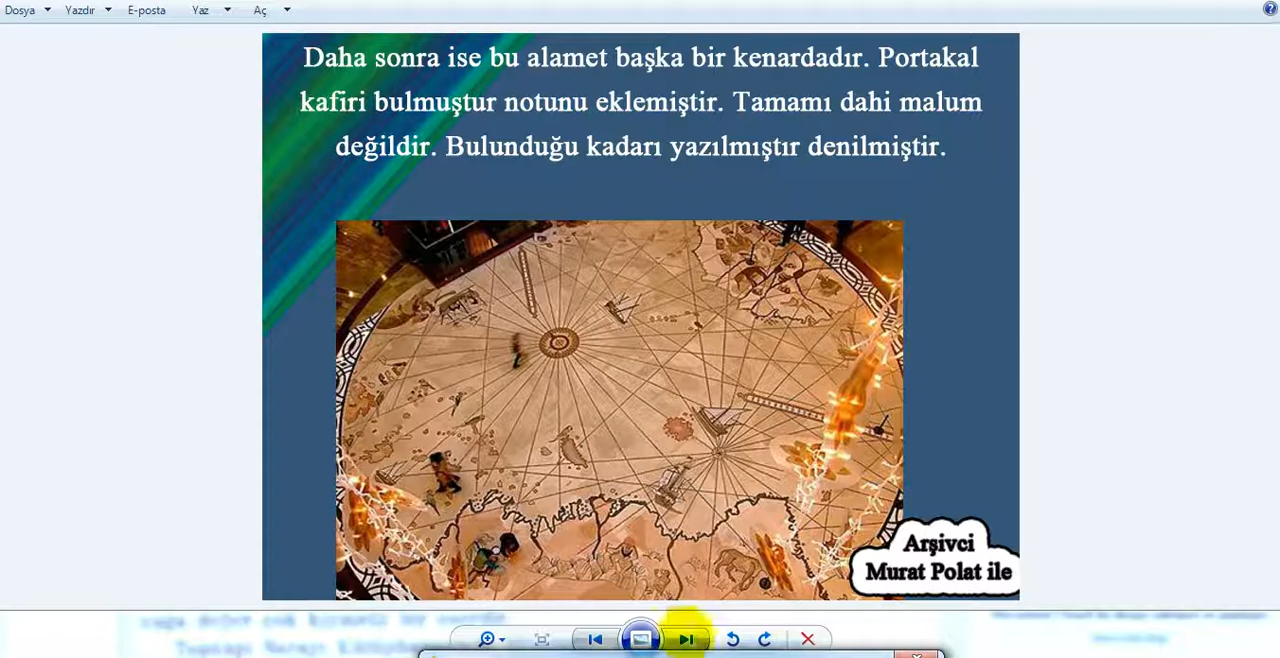 Dosya Yazdır E-posta Yaz Aç
Daha sonra ise bu alamet başka bir kenardadır. Portakal
kafiri bulmuştur notunu eklemiştir. Tamamı dahi malum
değildir. Bulunduğu kadarı yazılmıştır denilmiştir.
Arşivci
Murat Polat ile